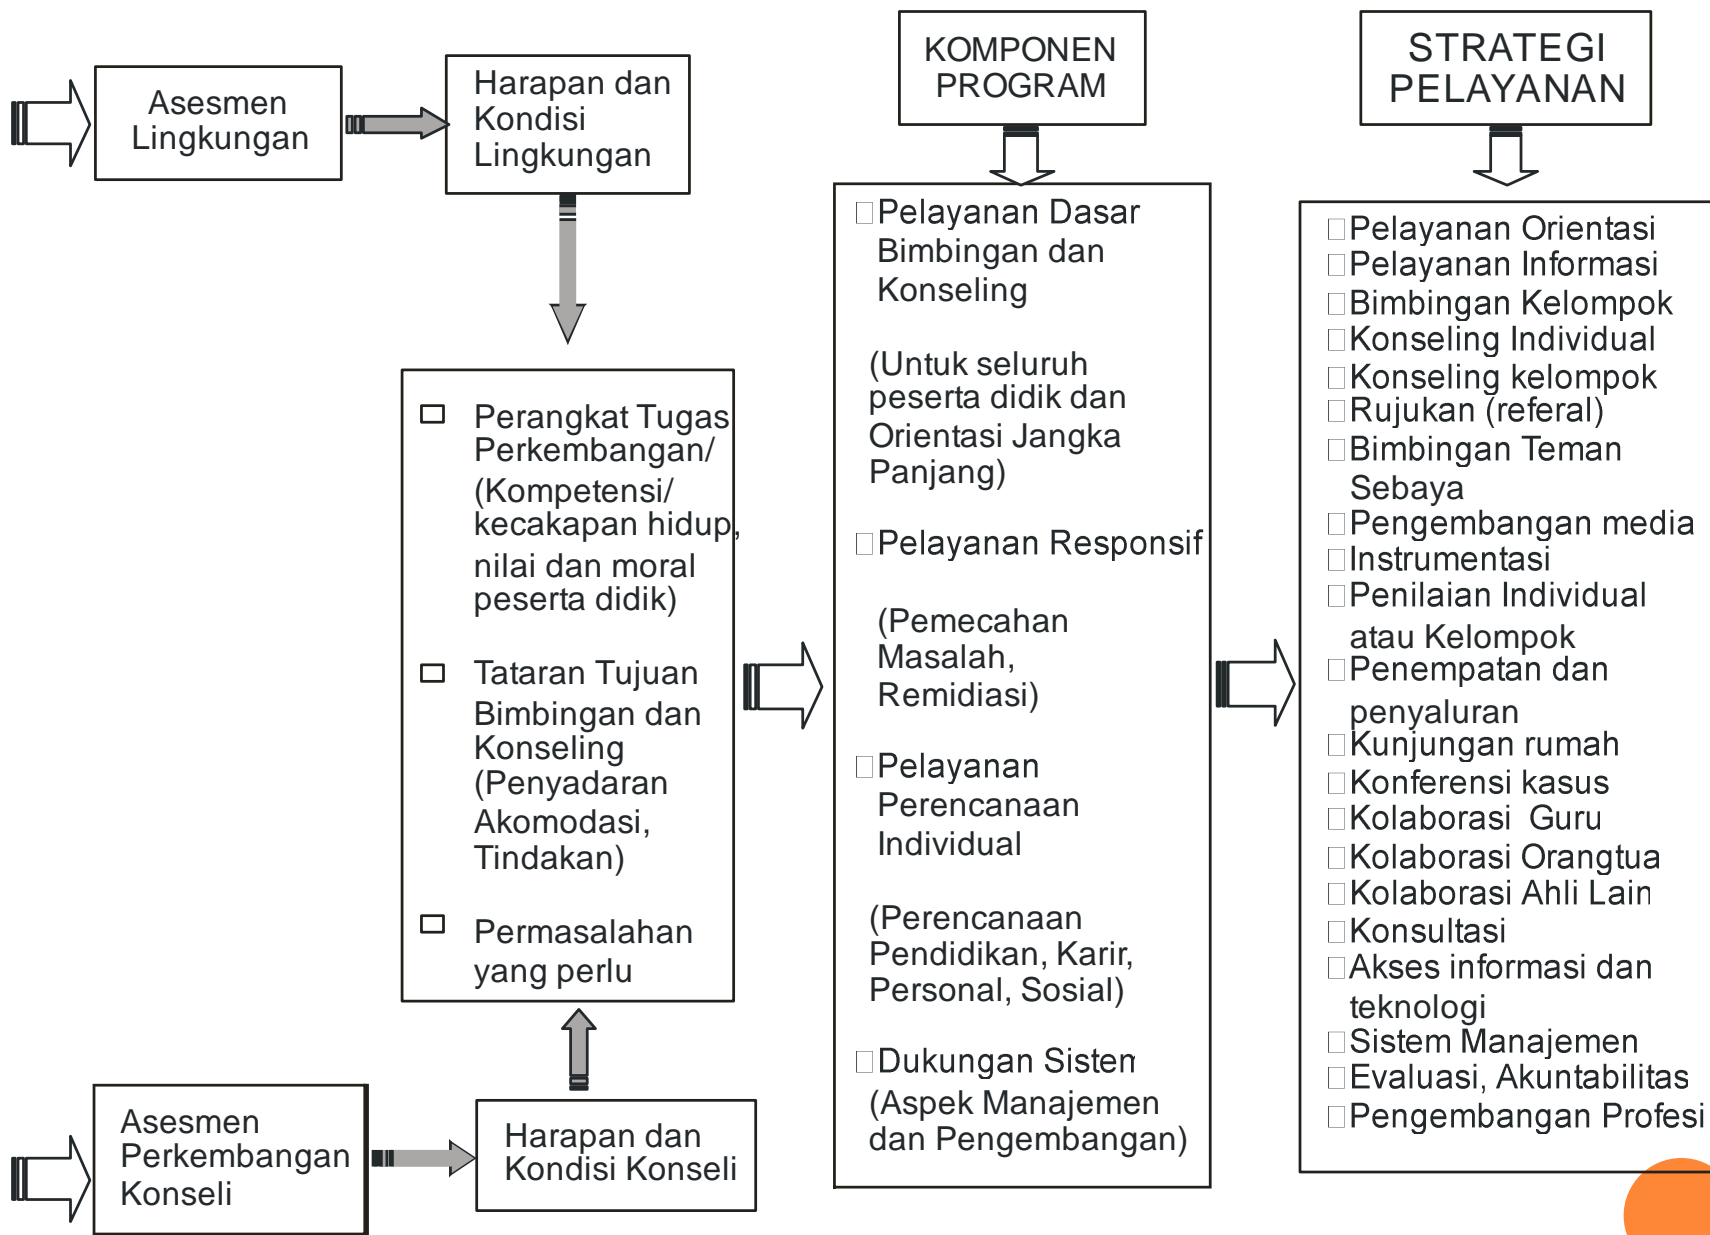 Asesmen
Lingkungan
Harapan dan
Kondisi
Lingkungan
Perangkat Tugas
Perkembangan/
(Kompetensi/
kecakapan hidup,
nilai dan moral
peserta didik)
Tataran Tujuan
Bimbingan dan
Konseling
(Penyadaran
Akomodasi,
Tindakan)
Permasalahan
yang perlu
Asesmen
Perkembangan
Konseli
Harapan dan
Kondisi Konseli
KOMPONEN
PROGRAM
Pelayanan Dasar
Bimbingan dan
Konseling
(Untuk seluruh
peserta didik dan
Orientasi Jangka
Panjang)
Pelayanan Responsif
(Pemecahan
Masalah,
Remidiasi)
Pelayanan
Perencanaan
Individual
(Perencanaan
Pendidikan, Karir,
Personal, Sosial)
Dukungan Sistem
(Aspek Manajemen
dan Pengembangan)
STRATEGI
PELAYANAN
Pelayanan Orientasi
Pelayanan Informasi
Bimbingan Kelompok
Konseling Individual
Konseling kelompok
Rujukan (referal)
Bimbingan Teman
Sebaya
Pengembangan media
Instrumentasi
Penilaian Individual
atau Kelompok
Penempatan dan
penyaluran
Kunjungan rumah
Konferensi kasus
Kolaborasi Guru
Kolaborasi Orangtua
Kolaborasi Ahli Lain
Konsultasi
Akses informasi dan
teknologi
Sistem Manajemen
Evaluasi, Akuntabilitas
Pengembangan Profesi